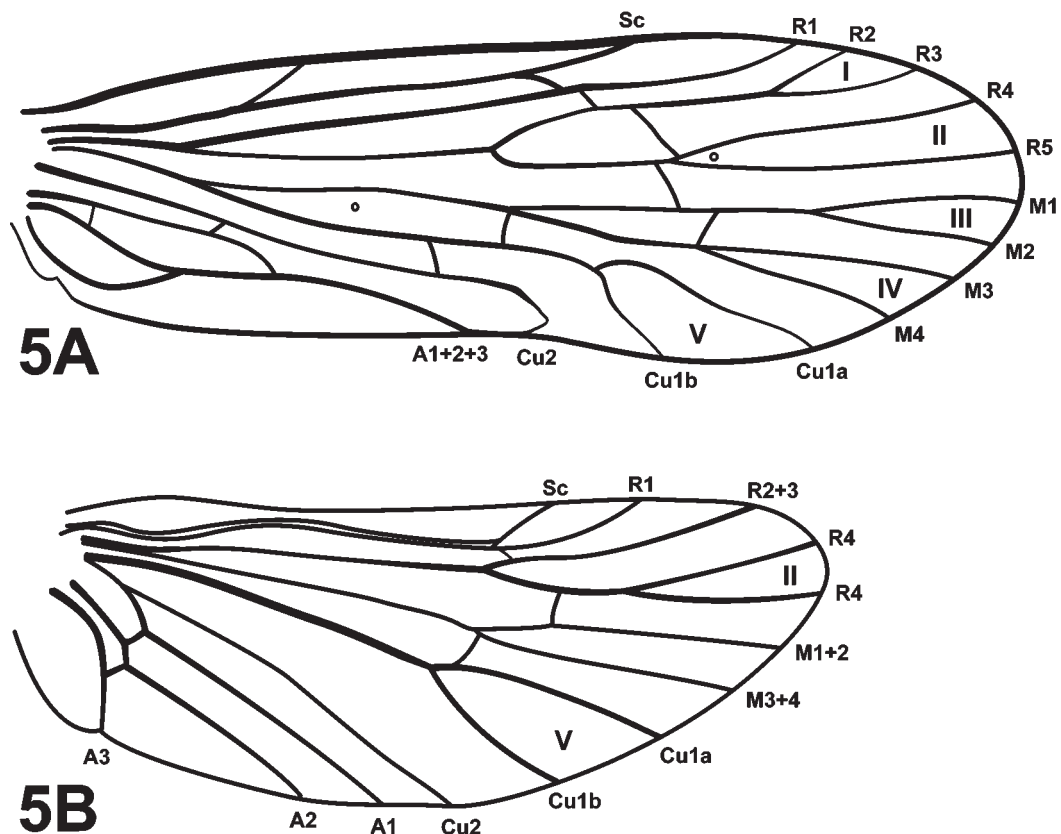 Sc
R1
R2
R3
R4
R5
M1
M2
M3
M4
Cu1a
Cu1b
Cu2
A1+2+3
I
II
III
IV
V
5A
Sc
R1
R2+3
R4
R4
M1+2
M3+4
Cu1a
Cu1b
Cu2
A1
A2
A3
II
V
5B